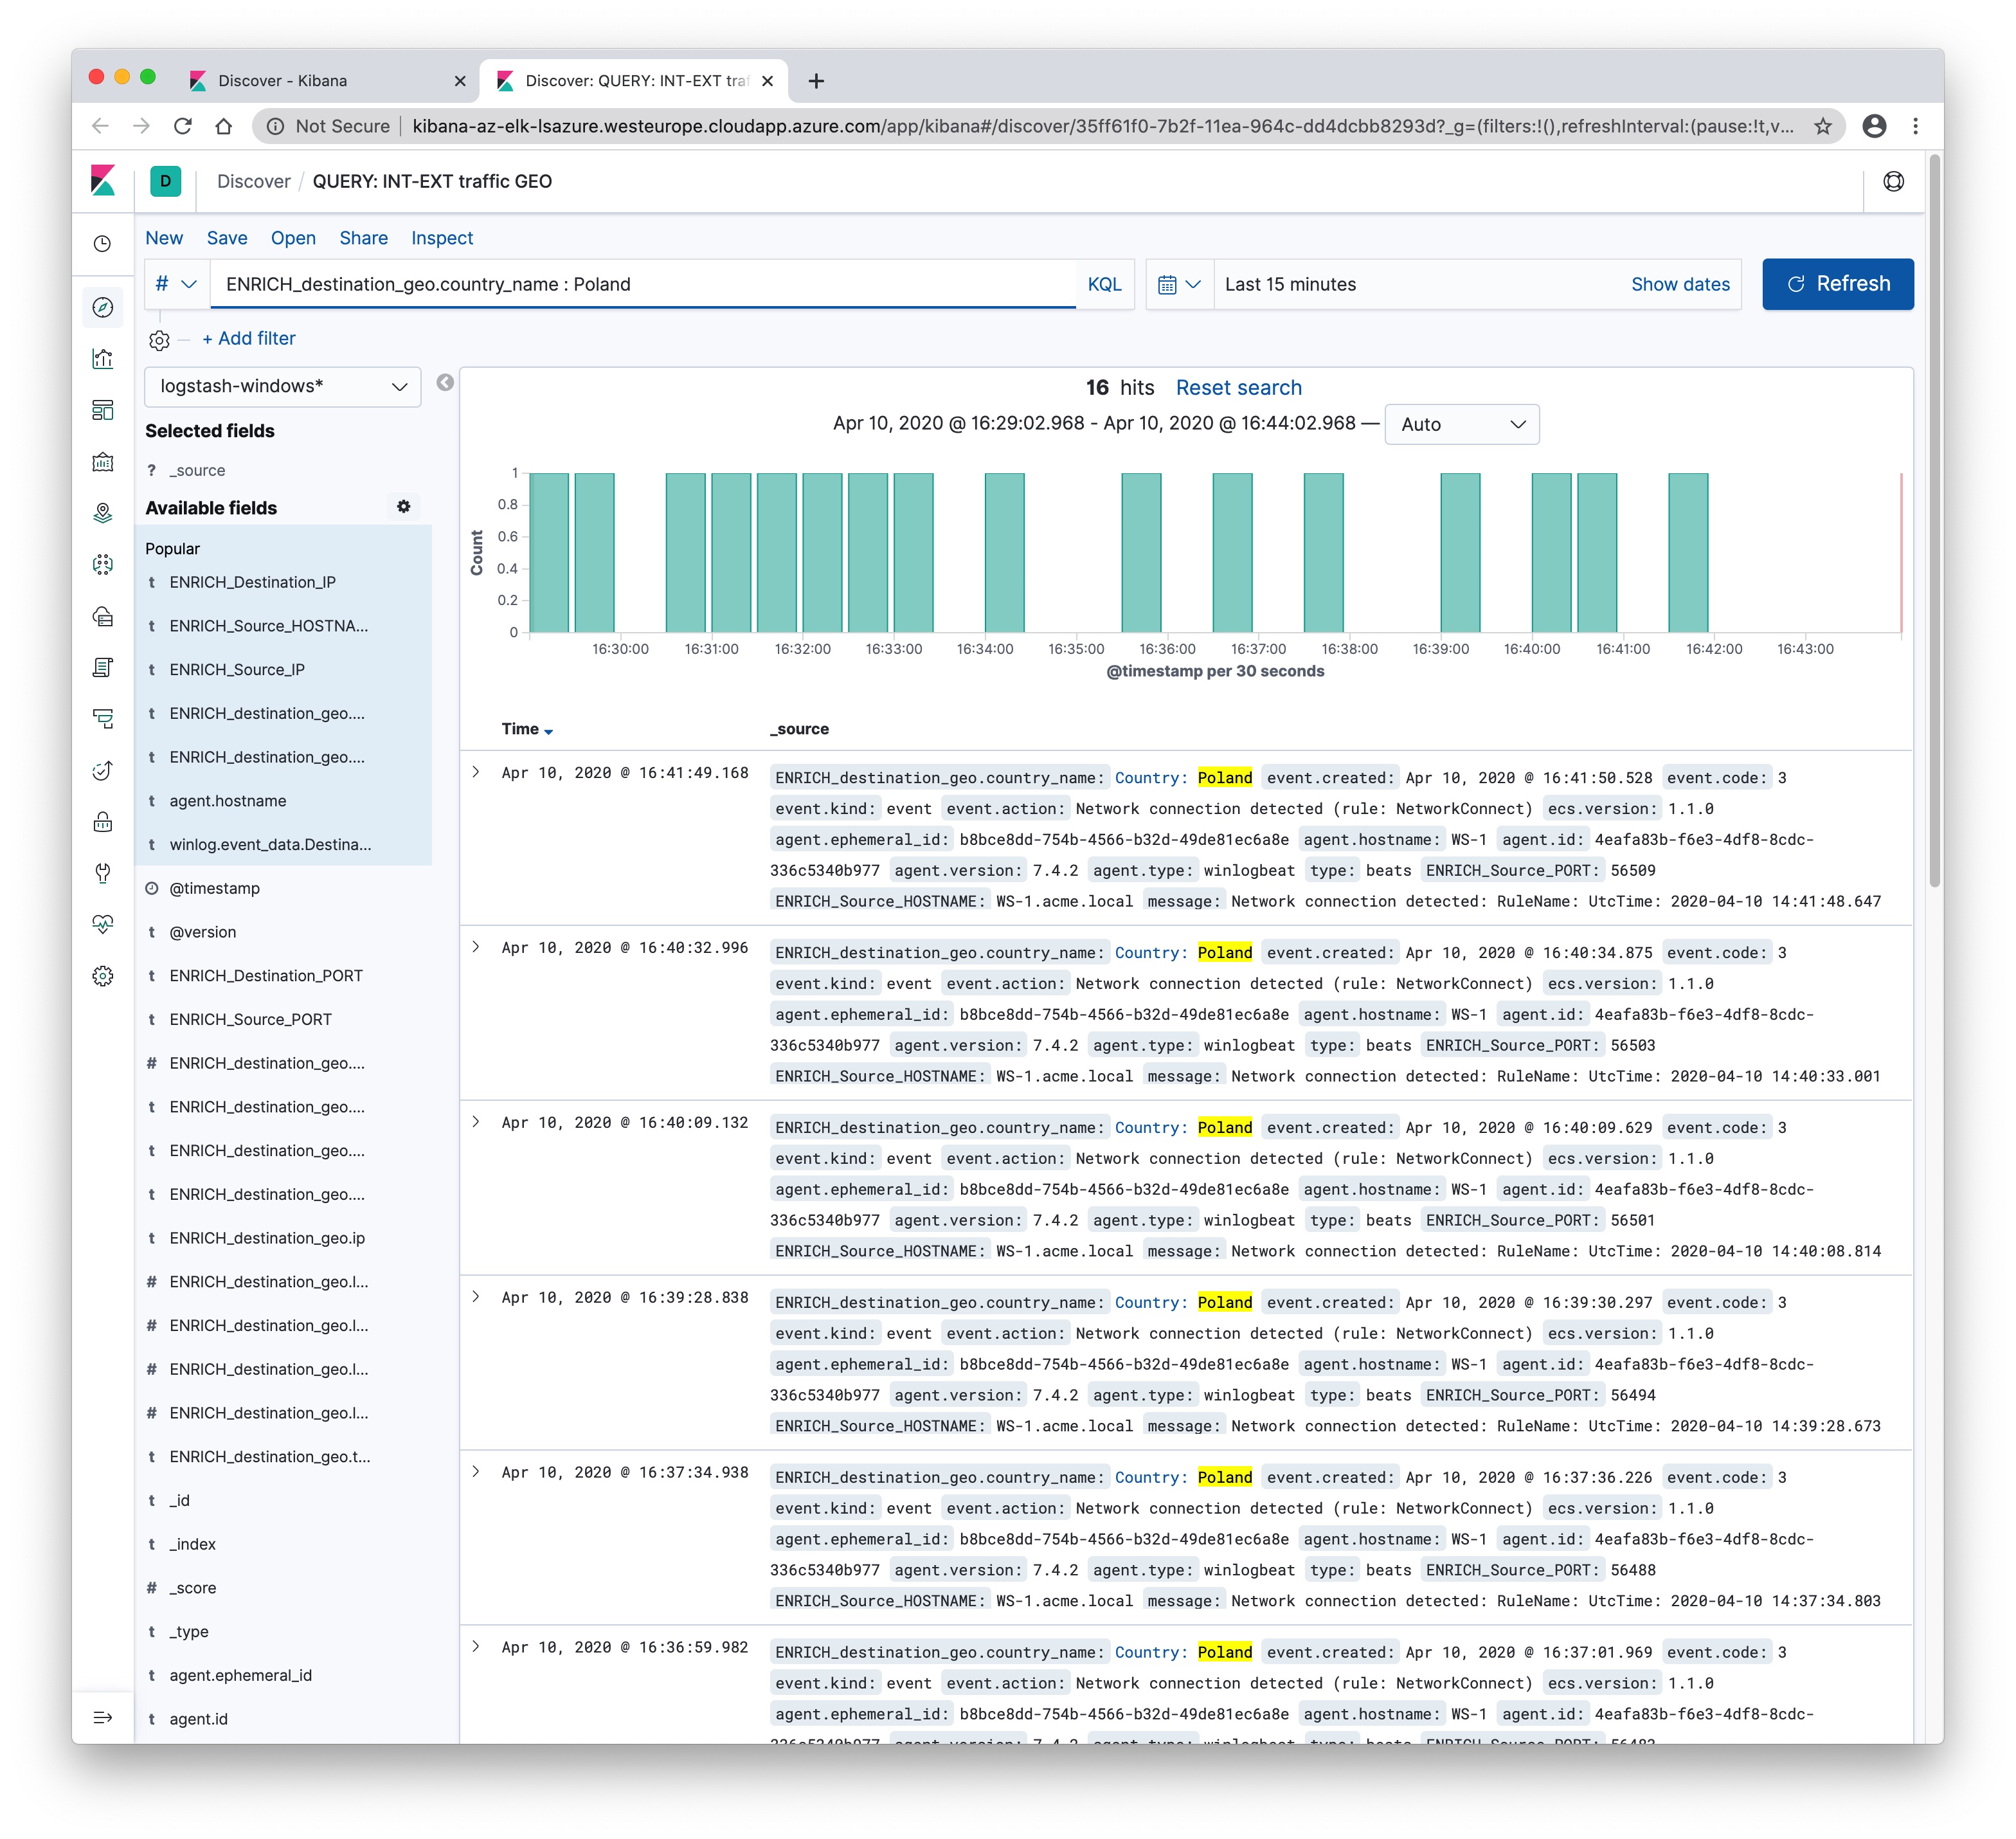 Discover - Kibana
Discover: QUERY: INT-EXT traf
Not Secure | kibana-az-elk-lsazure.westeurope.cloudapp.azure.com/app/kibana#/discover/35ff61f0-7b2f-11ea-964c-dd4dcbb8293d?_g=(filters:!(),refreshInterval:(pause:!t,v...
D Discover / QUERY: INT-EXT traffic GEO
New Save Open Share Inspect
# ENRICH_destination_geo.country_name : Poland KQL Last 15 minutes Show dates Refresh
+ Add filter
logstash-windows*
Selected fields
? _source
Available fields
Popular
t ENRICH_Destination_IP
t ENRICH_Source_HOSTNA...
t ENRICH_Source_IP
t ENRICH_destination_geo....
t ENRICH_destination_geo....
t agent.hostname
t winlog.event_data.Destina...
@timestamp
t @version
t ENRICH_Destination_PORT
t ENRICH_Source_PORT
# ENRICH_destination_geo....
t ENRICH_destination_geo....
t ENRICH_destination_geo....
t ENRICH_destination_geo....
t ENRICH_destination_geo.ip
# ENRICH_destination_geo.l...
# ENRICH_destination_geo.l...
# ENRICH_destination_geo.l...
# ENRICH_destination_geo.l...
t ENRICH_destination_geo.t...
t _id
t _index
# _score
t _type
t agent.ephemeral_id
t agent.id
16 hits Reset search
Apr 10, 2020 @ 16:29:02.968 - Apr 10, 2020 @ 16:44:02.968 — Auto
Count
1
0.8
0.6
0.4
0.2
0
16:30:00 16:31:00 16:32:00 16:33:00 16:34:00 16:35:00 16:36:00 16:37:00 16:38:00 16:39:00 16:40:00 16:41:00 16:42:00 16:43:00
@timestamp per 30 seconds
Time _source
Apr 10, 2020 @ 16:41:49.168 ENRICH_destination_geo.country_name: Country: Poland event.created: Apr 10, 2020 @ 16:41:50.528 event.code: 3
event.kind: event event.action: Network connection detected (rule: NetworkConnect) ecs.version: 1.1.0
agent.ephemeral_id: b8bce8dd-754b-4566-b32d-49de81ec6a8e agent.hostname: WS-1 agent.id: 4eafa83b-f6e3-4df8-8cdc-
336c5340b977 agent.version: 7.4.2 agent.type: winlogbeat type: beats ENRICH_Source_PORT: 56509
ENRICH_Source_HOSTNAME: WS-1.acme.local message: Network connection detected: RuleName: UtcTime: 2020-04-10 14:41:48.647
Apr 10, 2020 @ 16:40:32.996 ENRICH_destination_geo.country_name: Country: Poland event.created: Apr 10, 2020 @ 16:40:34.875 event.code: 3
event.kind: event event.action: Network connection detected (rule: NetworkConnect) ecs.version: 1.1.0
agent.ephemeral_id: b8bce8dd-754b-4566-b32d-49de81ec6a8e agent.hostname: WS-1 agent.id: 4eafa83b-f6e3-4df8-8cdc-
336c5340b977 agent.version: 7.4.2 agent.type: winlogbeat type: beats ENRICH_Source_PORT: 56503
ENRICH_Source_HOSTNAME: WS-1.acme.local message: Network connection detected: RuleName: UtcTime: 2020-04-10 14:40:33.001
Apr 10, 2020 @ 16:40:09.132 ENRICH_destination_geo.country_name: Country: Poland event.created: Apr 10, 2020 @ 16:40:09.629 event.code: 3
event.kind: event event.action: Network connection detected (rule: NetworkConnect) ecs.version: 1.1.0
agent.ephemeral_id: b8bce8dd-754b-4566-b32d-49de81ec6a8e agent.hostname: WS-1 agent.id: 4eafa83b-f6e3-4df8-8cdc-
336c5340b977 agent.version: 7.4.2 agent.type: winlogbeat type: beats ENRICH_Source_PORT: 56501
ENRICH_Source_HOSTNAME: WS-1.acme.local message: Network connection detected: RuleName: UtcTime: 2020-04-10 14:40:08.814
Apr 10, 2020 @ 16:39:28.838 ENRICH_destination_geo.country_name: Country: Poland event.created: Apr 10, 2020 @ 16:39:30.297 event.code: 3
event.kind: event event.action: Network connection detected (rule: NetworkConnect) ecs.version: 1.1.0
agent.ephemeral_id: b8bce8dd-754b-4566-b32d-49de81ec6a8e agent.hostname: WS-1 agent.id: 4eafa83b-f6e3-4df8-8cdc-
336c5340b977 agent.version: 7.4.2 agent.type: winlogbeat type: beats ENRICH_Source_PORT: 56494
ENRICH_Source_HOSTNAME: WS-1.acme.local message: Network connection detected: RuleName: UtcTime: 2020-04-10 14:39:28.673
Apr 10, 2020 @ 16:37:34.938 ENRICH_destination_geo.country_name: Country: Poland event.created: Apr 10, 2020 @ 16:37:36.226 event.code: 3
event.kind: event event.action: Network connection detected (rule: NetworkConnect) ecs.version: 1.1.0
agent.ephemeral_id: b8bce8dd-754b-4566-b32d-49de81ec6a8e agent.hostname: WS-1 agent.id: 4eafa83b-f6e3-4df8-8cdc-
336c5340b977 agent.version: 7.4.2 agent.type: winlogbeat type: beats ENRICH_Source_PORT: 56488
ENRICH_Source_HOSTNAME: WS-1.acme.local message: Network connection detected: RuleName: UtcTime: 2020-04-10 14:37:34.803
Apr 10, 2020 @ 16:36:59.982 ENRICH_destination_geo.country_name: Country: Poland event.created: Apr 10, 2020 @ 16:37:01.969 event.code: 3
event.kind: event event.action: Network connection detected (rule: NetworkConnect) ecs.version: 1.1.0
agent.ephemeral_id: b8bce8dd-754b-4566-b32d-49de81ec6a8e agent.hostname: WS-1 agent.id: 4eafa83b-f6e3-4df8-8cdc-